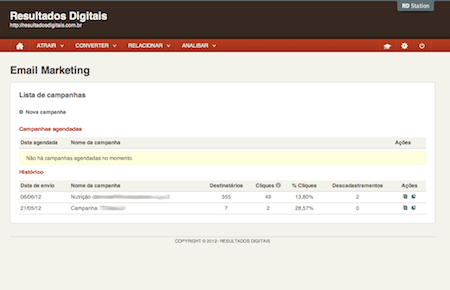 RD Station
Resultados Digitais
http://resultadosdigitais.com.br
ATRAIR CONVERTER RELACIONAR ANALISAR
Email Marketing
Lista de campanhas
Nova campanha
Campanhas agendadas
Data agendada Nome da campanha Ações
Não há campanhas agendadas no momento.
Histórico
Data de envio Nome da campanha Destinatários Cliques % Cliques Descadastramentos Ações
06/06/12 Nutrição 355 49 13,80% 2
21/05/12 Campanha 7 2 28,57% 0
COPYRIGHT © 2012· RESULTADOS DIGITAIS